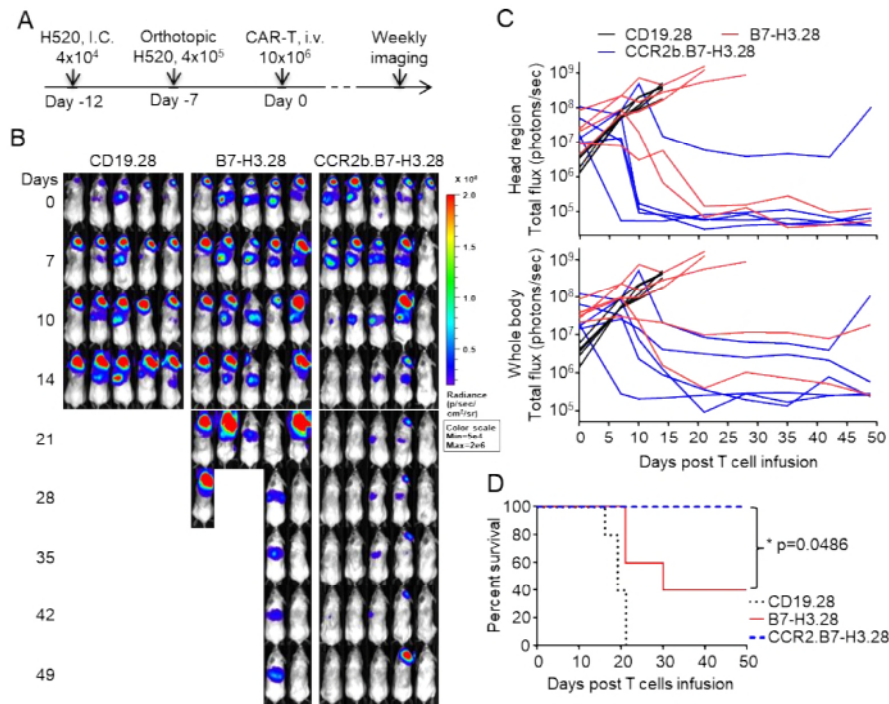 A
H520, I.C.
4x10⁴
Orthotopic
H520, 4x10⁵
CAR-T, i.v.
10x10⁶
Weekly
imaging
Day -12
Day -7
Day 0
B
CD19.28
B7-H3.28
CCR2b.B7-H3.28
Days
0
7
10
14
21
28
35
42
49
X 10⁶
2.0
1.5
1.0
0.5
Radiance
(p/sec/
cm²/sr)
Color scale
Min=5e4
Max=2e6
C
CD19.28
B7-H3.28
CCR2b.B7-H3.28
Head region
Total flux (photons/sec)
10⁹
10⁸
10⁷
10⁶
10⁵
Whole body
Total flux (photons/sec)
10⁹
10⁸
10⁷
10⁶
10⁵
0 5 10 15 20 25 30 35 40 45 50
Days post T cell infusion
D
Percent survival
100
80
60
40
20
0
0 10 20 30 40 50
Days post T cells infusion
* p=0.0486
CD19.28
B7-H3.28
CCR2.B7-H3.28